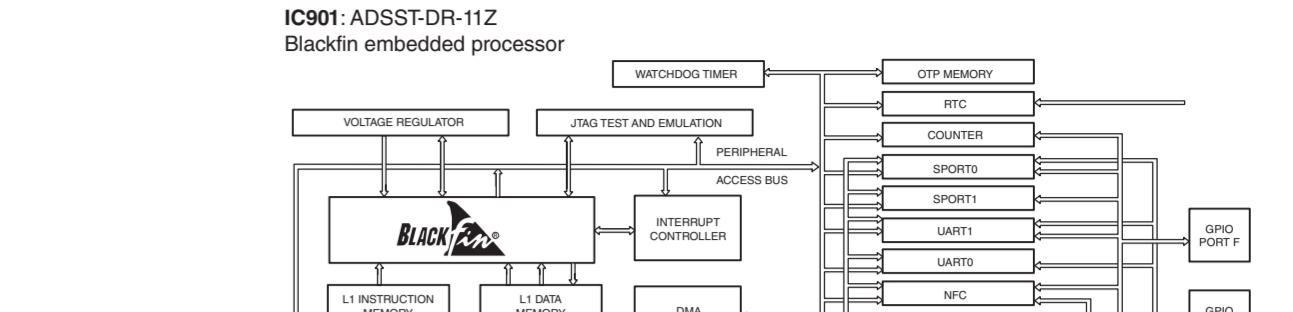 IC901: ADSST-DR-11Z
Blackfin embedded processor
WATCHDOG TIMER
OTP MEMORY
RTC
VOLTAGE REGULATOR
JTAG TEST AND EMULATION
COUNTER
PERIPHERAL
ACCESS BUS
SPORT0
SPORT1
BLACKfin®
INTERRUPT
CONTROLLER
UART1
GPIO
PORT F
UART0
NFC
L1 INSTRUCTION
MEMORY
L1 DATA
MEMORY
DMA
GPIO